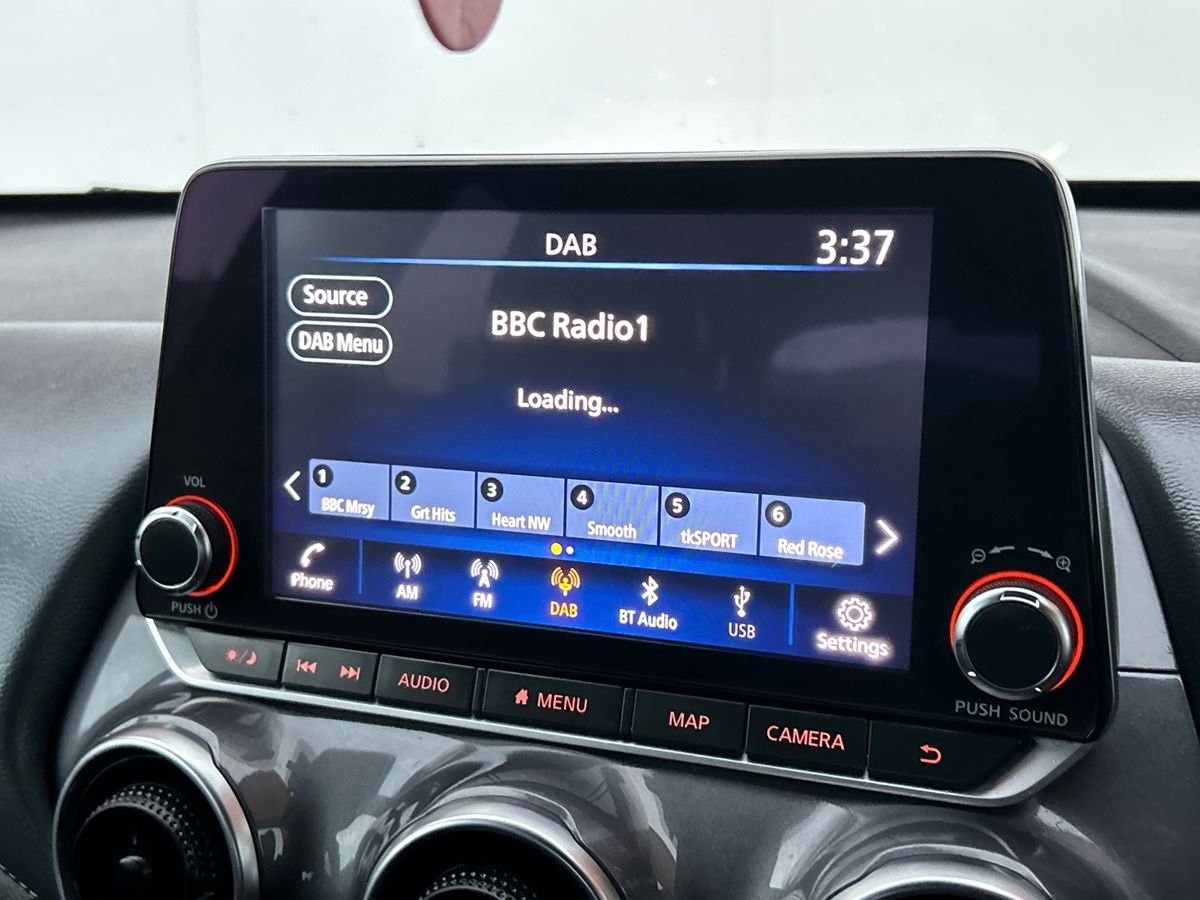 DAB
3:37
Source
DAB Menu
BBC Radio1
Loading...
1
BBC Mrsy
2
Grt Hits
3
Heart NW
4
Smooth
5
tkSPORT
6
Red Rose
Phone
AM
FM
DAB
BT Audio
USB
Settings
VOL
PUSH
PUSH SOUND
AUDIO
MENU
MAP
CAMERA